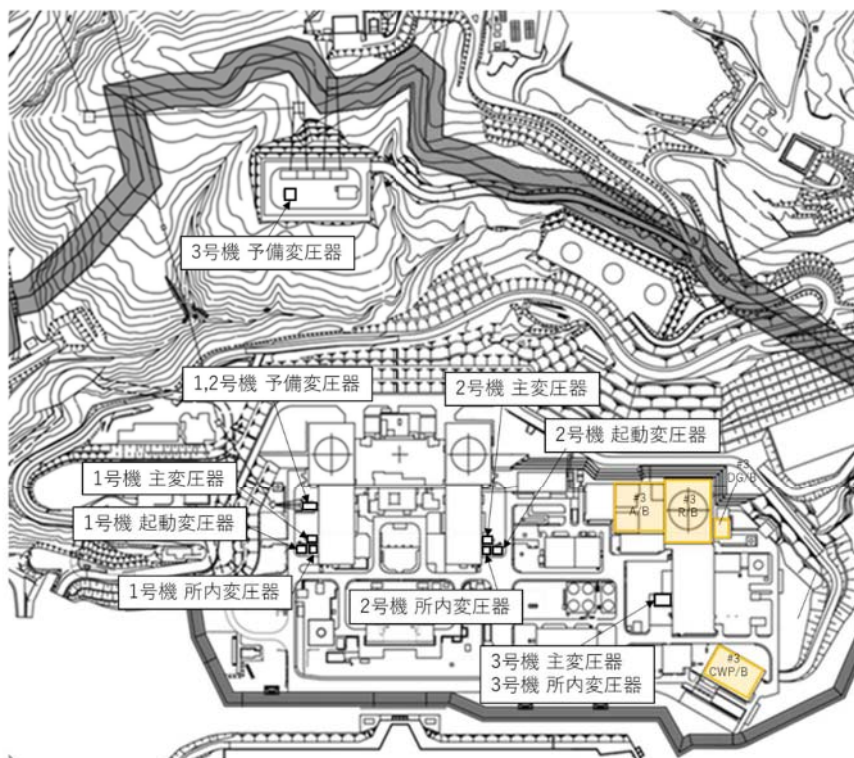 3号機 予備変圧器
1,2号機 予備変圧器
2号機 主変圧器
2号機 起動変圧器
1号機 主変圧器
1号機 起動変圧器
1号機 所内変圧器
2号機 所内変圧器
3号機 主変圧器
3号機 所内変圧器
#3
A/B
#3
R/B
#3
DG/B
#3
CWP/B